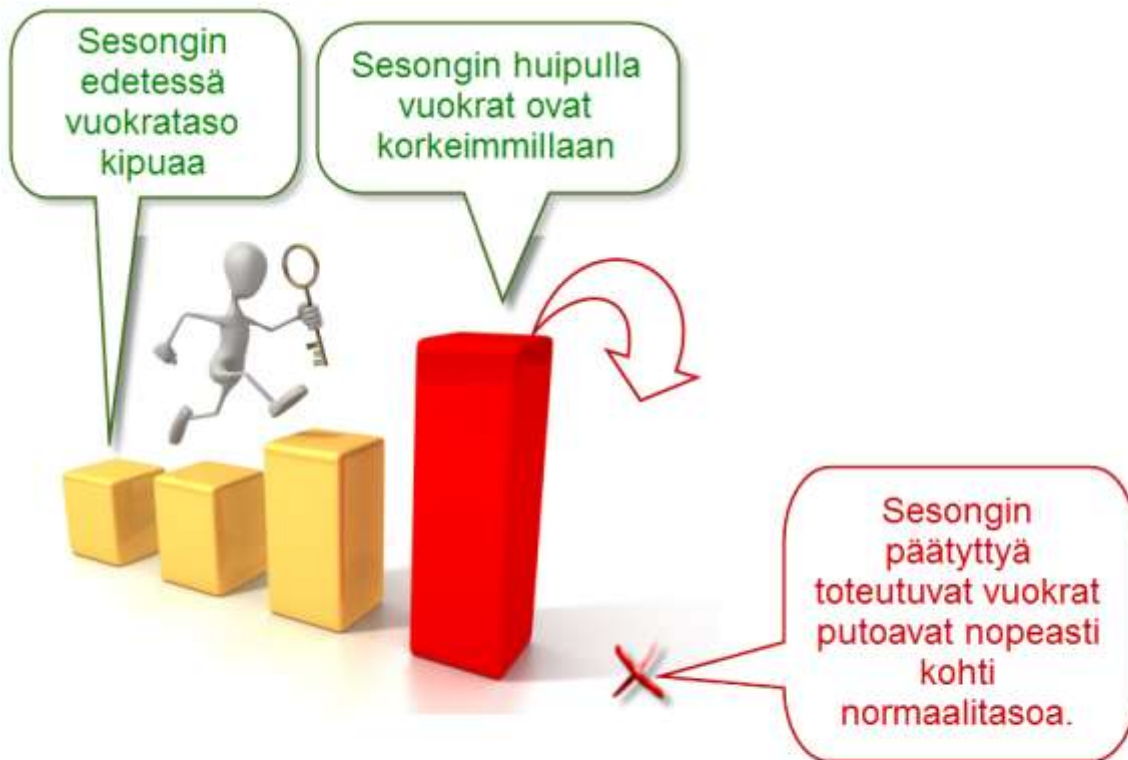 Sesongin
edetessä
vuokrataso
kipuaa
Sesongin huipulla
vuokrat ovat
korkeimmillaan
Sesongin
päätyttyä
toteutuvat vuokrat
putoavat nopeasti
kohti
normaalitasoa.